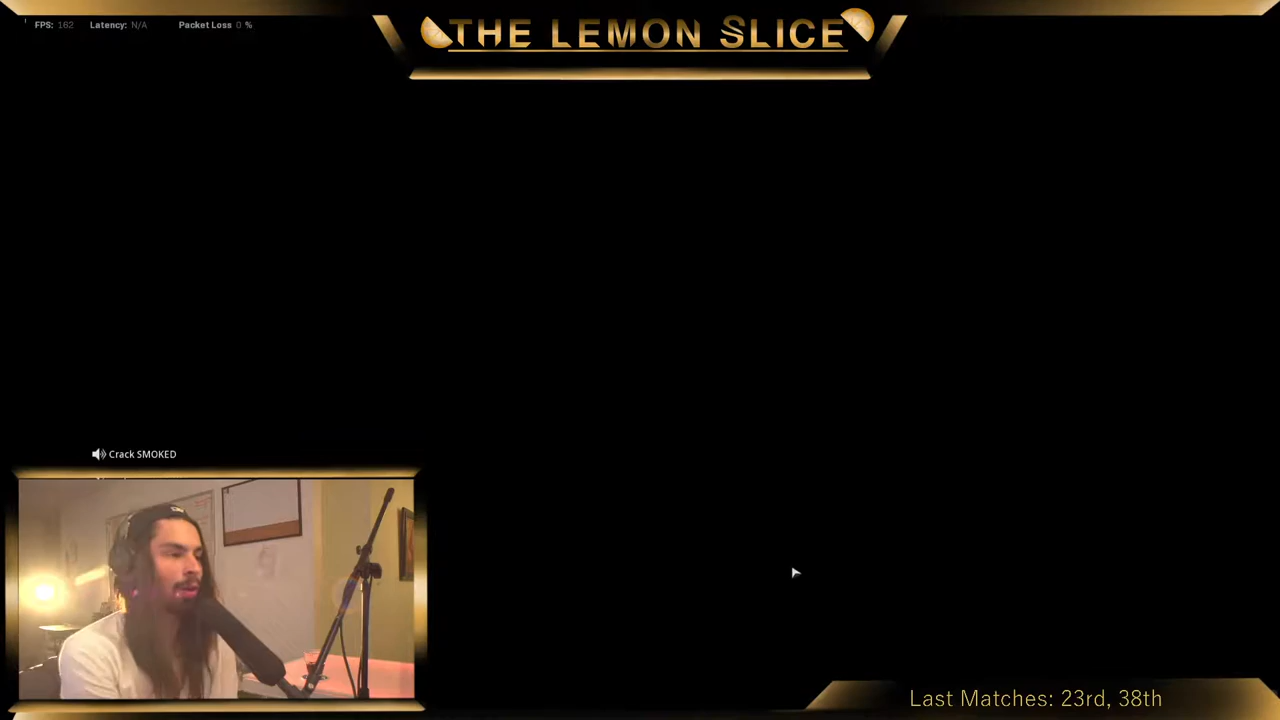 FPS: 162 Latency: N/A Packet Loss 0 %
THE LEMON SLICE
Crack SMOKED
Last Matches: 23rd, 38th